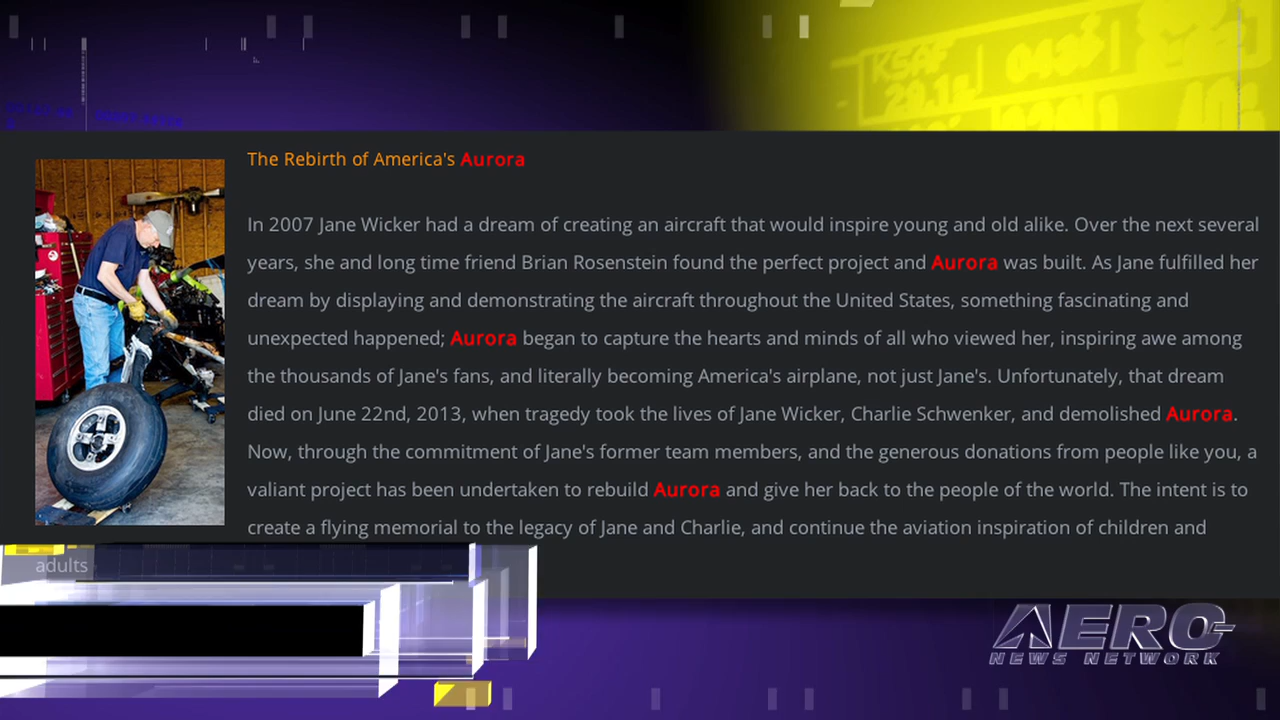 KSAF 0436
29.1
The Rebirth of America's Aurora
In 2007 Jane Wicker had a dream of creating an aircraft that would inspire young and old alike. Over the next several
years, she and long time friend Brian Rosenstein found the perfect project and Aurora was built. As Jane fulfilled her
dream by displaying and demonstrating the aircraft throughout the United States, something fascinating and
unexpected happened; Aurora began to capture the hearts and minds of all who viewed her, inspiring awe among
the thousands of Jane's fans, and literally becoming America's airplane, not just Jane's. Unfortunately, that dream
died on June 22nd, 2013, when tragedy took the lives of Jane Wicker, Charlie Schwenker, and demolished Aurora.
Now, through the commitment of Jane's former team members, and the generous donations from people like you, a
valiant project has been undertaken to rebuild Aurora and give her back to the people of the world. The intent is to
create a flying memorial to the legacy of Jane and Charlie, and continue the aviation inspiration of children and
adults
AERO-
NEWS NETWORK